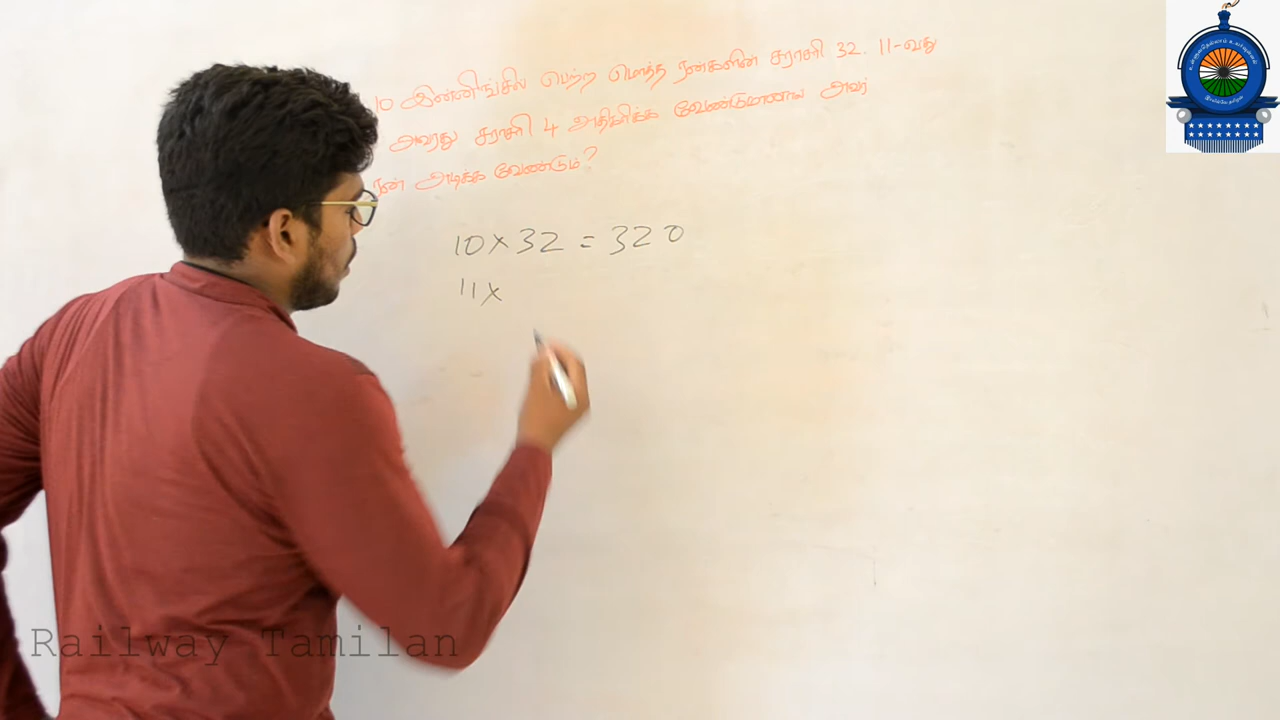 10 இன்னிங்சில் பெற்ற மொத்த ரன்களின் சராசரி 32. 11-வது
அவரது சராசரி 4 அதிகரிக்க வேண்டுமானால் அவர்
ரன் அடிக்க வேண்டும்?
10 × 32 = 320
11 ×
Railway Tamilan